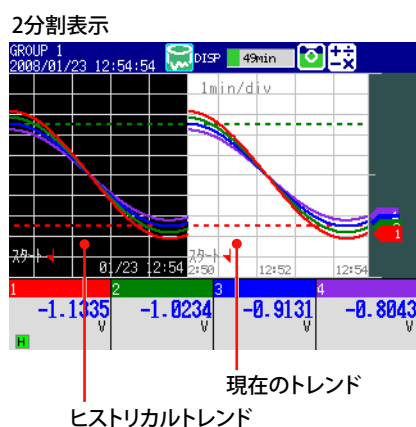 2分割表示
GROUP 1
2008/01/23 12:54:54
DISP
49min
1min/div
スタート
01/23 12:54
スタート
2:50
12:52
12:54
1
1
2
3
4
-1.1335
-1.0234
-0.9131
-0.8043
V
V
V
V
H
現在のトレンド
ヒストリカルトレンド